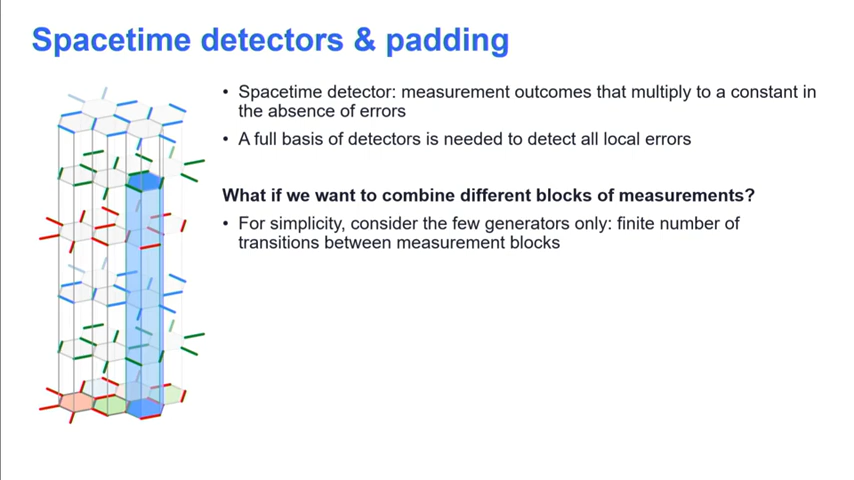 Spacetime detectors & padding
• Spacetime detector: measurement outcomes that multiply to a constant in
the absence of errors
• A full basis of detectors is needed to detect all local errors
What if we want to combine different blocks of measurements?
• For simplicity, consider the few generators only: finite number of
transitions between measurement blocks